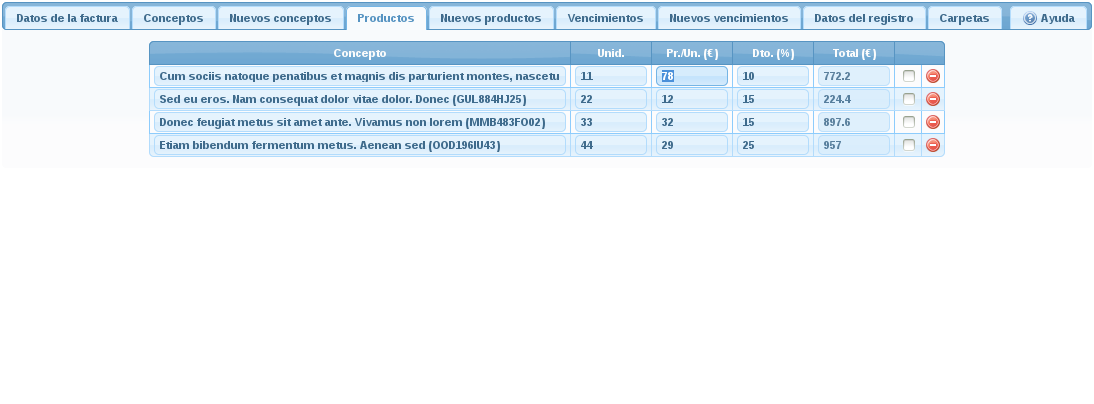 Datos de la factura Conceptos Nuevos conceptos Productos Nuevos productos Vencimientos Nuevos vencimientos Datos del registro Carpetas Ayuda
Concepto Unid. Pr./Un. (€) Dto. (%) Total (€)
Cum sociis natoque penatibus et magnis dis parturient montes, nascetu 11 78 10 772.2
Sed eu eros. Nam consequat dolor vitae dolor. Donec (GUL884HJ25) 22 12 15 224.4
Donec feugiat metus sit amet ante. Vivamus non lorem (MMB483FO02) 33 32 15 897.6
Etiam bibendum fermentum metus. Aenean sed (OOD196IU43) 44 29 25 957